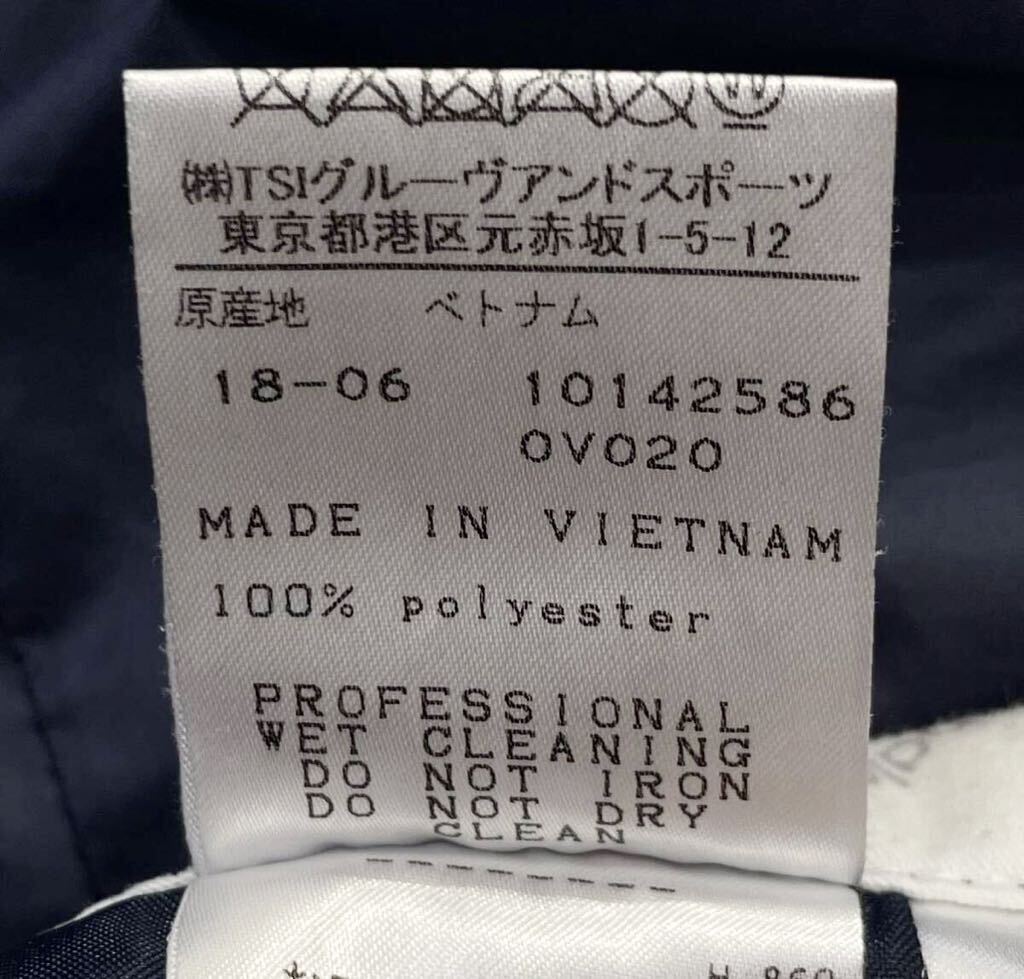 ㈱TSIグルーヴアンドスポーツ
東京都港区元赤坂1-5-12
原産地 ベトナム
18-06 10142586
0V020
MADE IN VIETNAM
100% polyester
PROFESSIONAL
WET CLEANING
DO NOT IRON
DO NOT DRY
CLEAN
--------